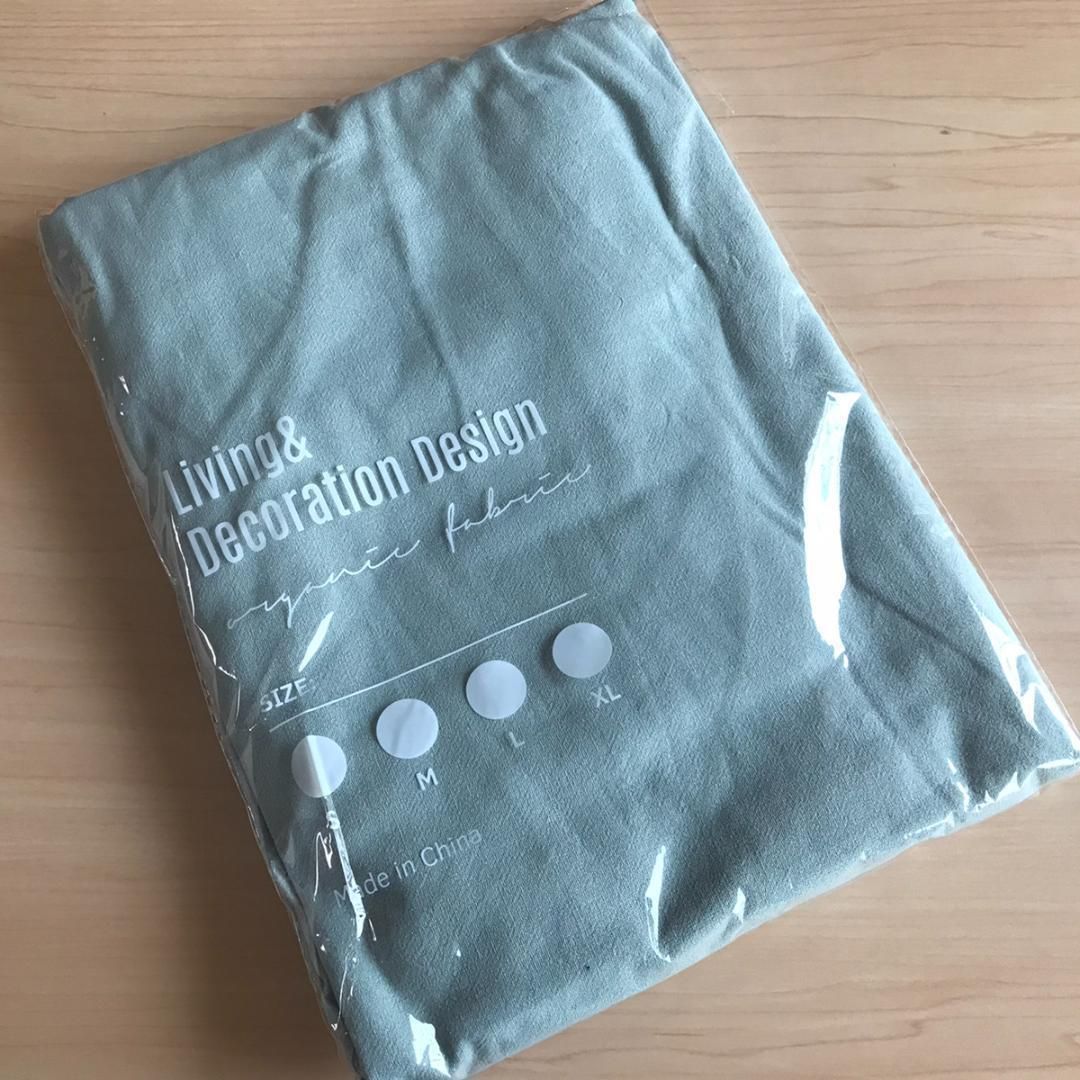 Living&
Decoration Design
organic fabric
SIZE:
S M L XL
Made in China